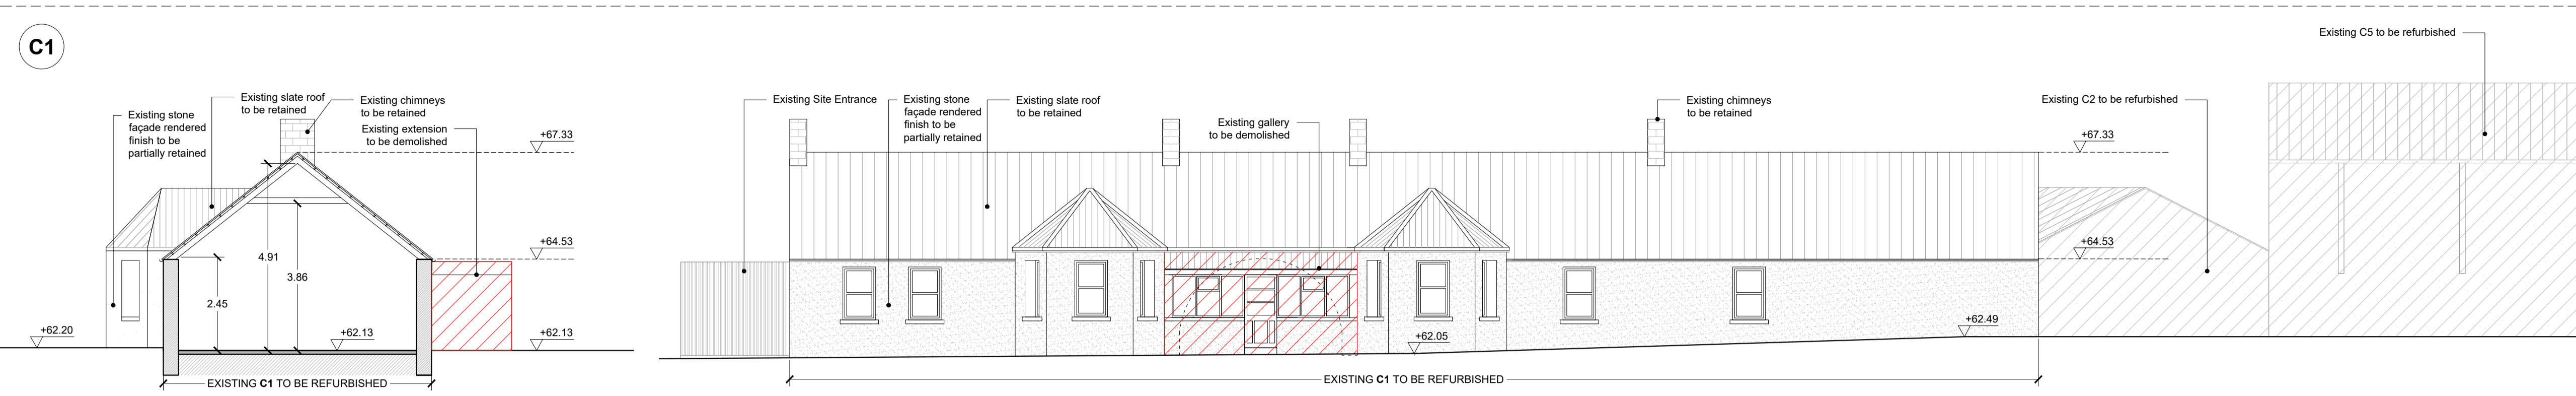 C1
Existing stone
façade rendered
finish to be
partially retained
Existing slate roof
to be retained
Existing chimneys
to be retained
Existing extension
to be demolished
+67.33
+64.53
4.91
3.86
2.45
+62.20
+62.13
+62.13
EXISTING C1 TO BE REFURBISHED
Existing Site Entrance
Existing stone
façade rendered
finish to be
partially retained
Existing slate roof
to be retained
Existing gallery
to be demolished
Existing chimneys
to be retained
Existing C2 to be refurbished
Existing C5 to be refurbished
+67.33
+64.53
+62.05
+62.49
EXISTING C1 TO BE REFURBISHED